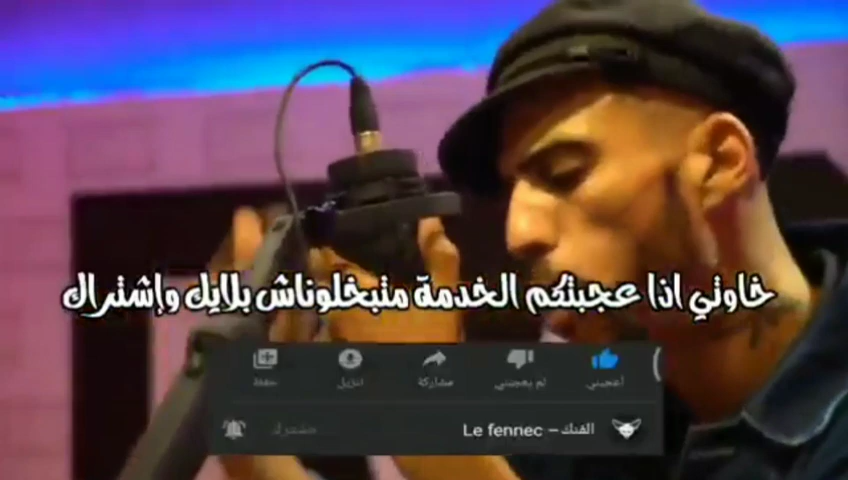 خاوتي اذا عجبتكم الخدمة متبخلوناش بلايك وإشتراك
أعجبني لم يعجبني مشاركة تنزيل حفظ
الفنك – Le fennec مشترك